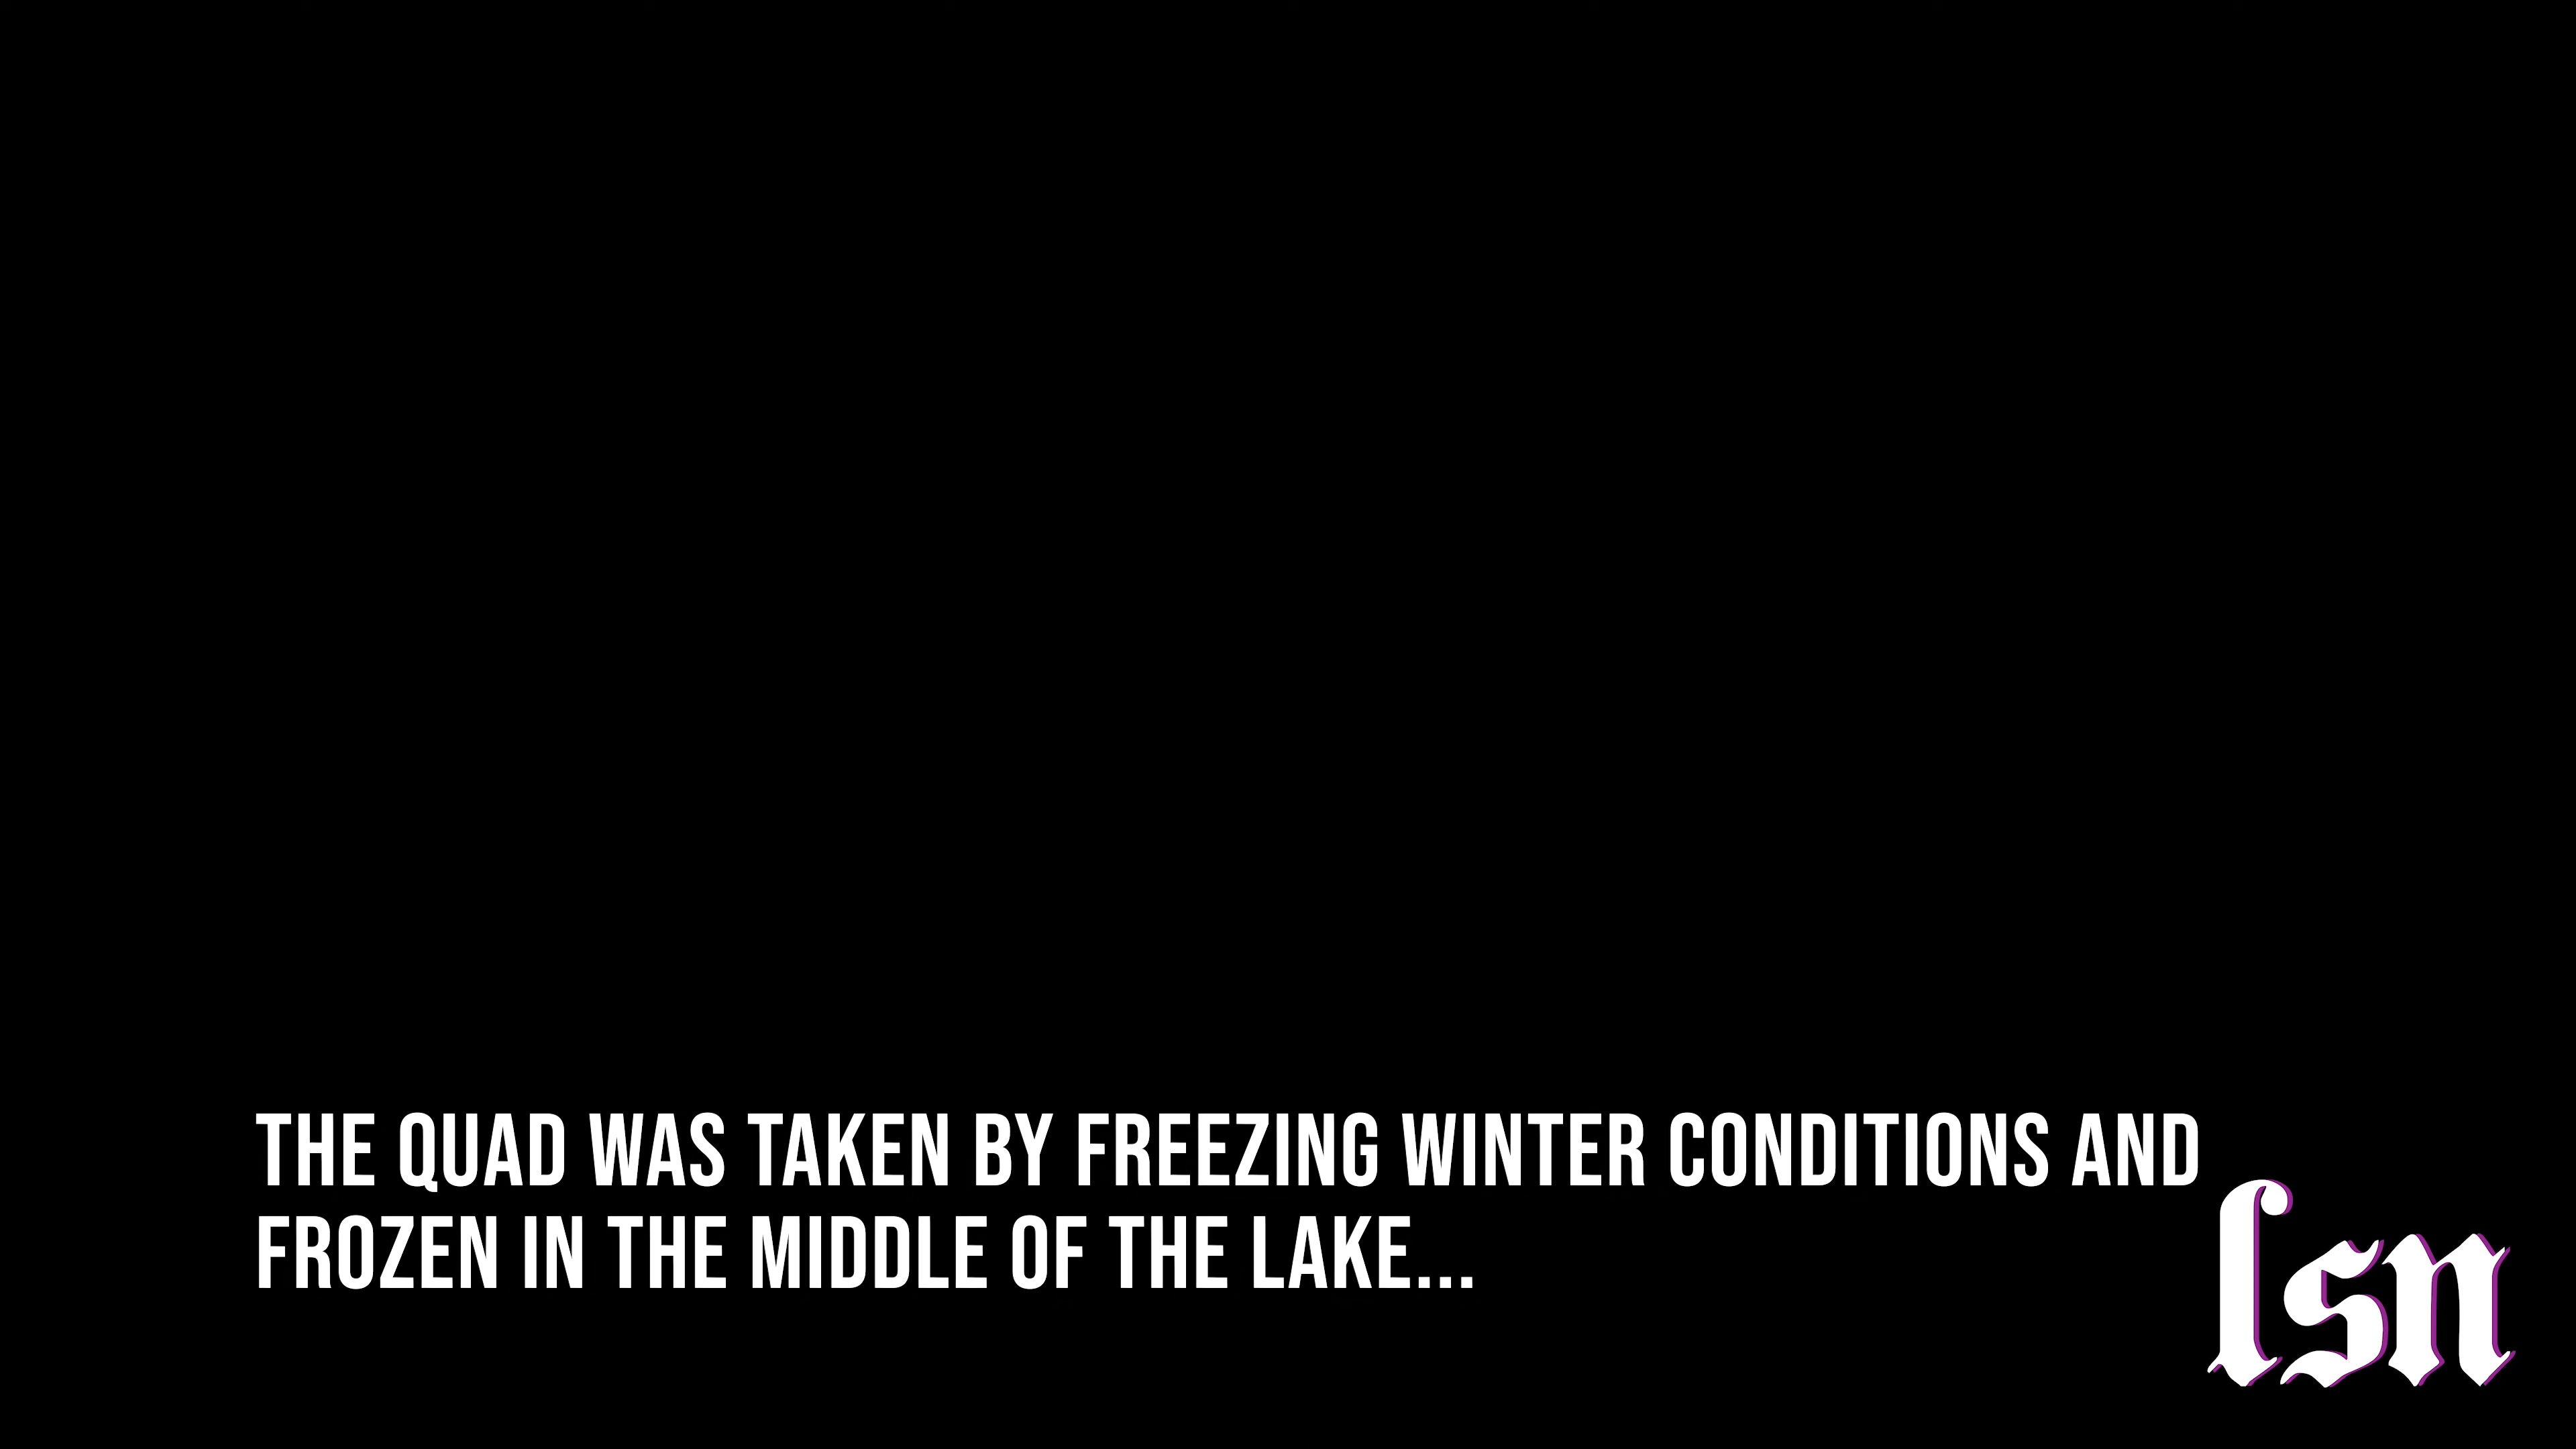 THE QUAD WAS TAKEN BY FREEZING WINTER CONDITIONS AND
FROZEN IN THE MIDDLE OF THE LAKE...
lsn